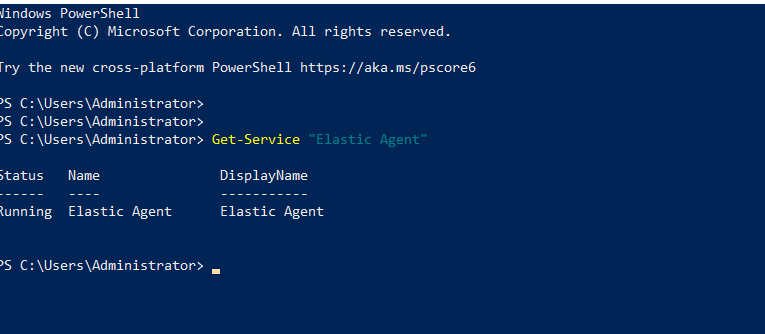 Windows PowerShell
Copyright (C) Microsoft Corporation. All rights reserved.
Try the new cross-platform PowerShell https://aka.ms/pscore6
PS C:\Users\Administrator>
PS C:\Users\Administrator>
PS C:\Users\Administrator> Get-Service "Elastic Agent"
Status   Name               DisplayName
------   ----               -----------
Running  Elastic Agent      Elastic Agent
PS C:\Users\Administrator>